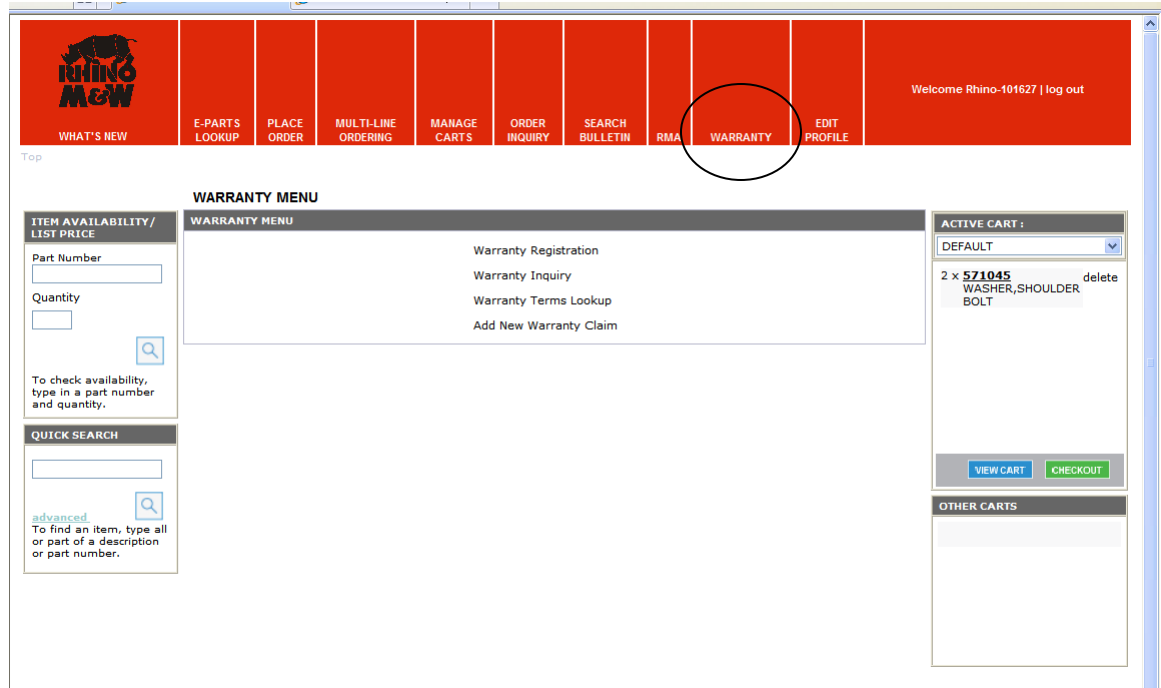 RHINO
M&W
WHAT'S NEW
E-PARTS
LOOKUP
PLACE
ORDER
MULTI-LINE
ORDERING
MANAGE
CARTS
ORDER
INQUIRY
SEARCH
BULLETIN
RMA
WARRANTY
EDIT
PROFILE
Welcome Rhino-101627 | log out
Top
WARRANTY MENU
ITEM AVAILABILITY/
LIST PRICE
Part Number
Quantity
To check availability,
type in a part number
and quantity.
QUICK SEARCH
advanced
To find an item, type all
or part of a description
or part number.
WARRANTY MENU
Warranty Registration
Warranty Inquiry
Warranty Terms Lookup
Add New Warranty Claim
ACTIVE CART :
DEFAULT
2 x 571045 delete
WASHER,SHOULDER
BOLT
VIEW CART CHECKOUT
OTHER CARTS